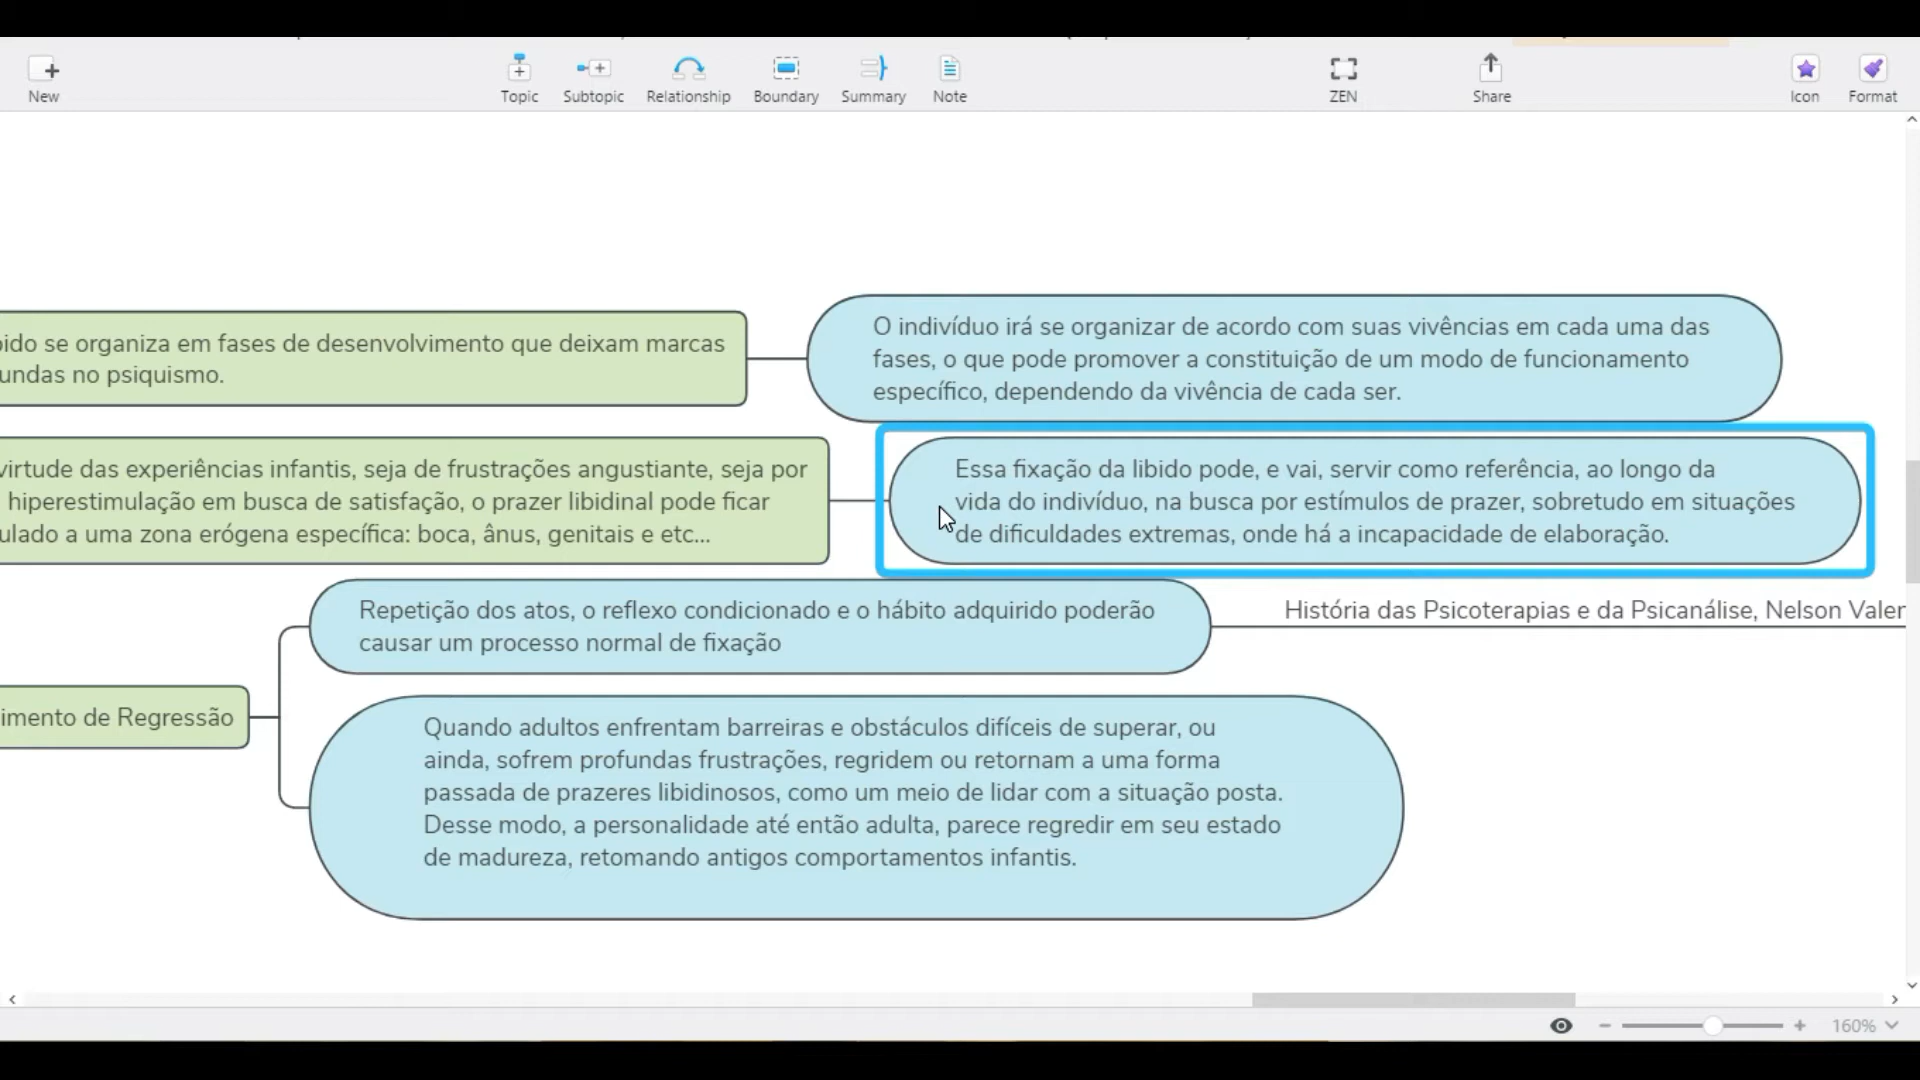 New
Topic
Subtopic
Relationship
Boundary
Summary
Note
ZEN
Share
Icon
Format
se organiza em fases de desenvolvimento que deixam marcas
no psiquismo.
O indivíduo irá se organizar de acordo com suas vivências em cada uma das
fases, o que pode promover a constituição de um modo de funcionamento
específico, dependendo da vivência de cada ser.
virtude das experiências infantis, seja de frustrações angustiante, seja por
hiperestimulação em busca de satisfação, o prazer libidinal pode ficar
a uma zona erógena específica: boca, ânus, genitais e etc...
Essa fixação da libido pode, e vai, servir como referência, ao longo da
vida do indivíduo, na busca por estímulos de prazer, sobretudo em situações
de dificuldades extremas, onde há a incapacidade de elaboração.
Repetição dos atos, o reflexo condicionado e o hábito adquirido poderão
causar um processo normal de fixação
História das Psicoterapias e da Psicanálise, Nelson
de Regressão
Quando adultos enfrentam barreiras e obstáculos difíceis de superar, ou
ainda, sofrem profundas frustrações, regridem ou retornam a uma forma
passada de prazeres libidinosos, como um meio de lidar com a situação posta.
Desse modo, a personalidade até então adulta, parece regredir em seu estado
de madureza, retomando antigos comportamentos infantis.
160%